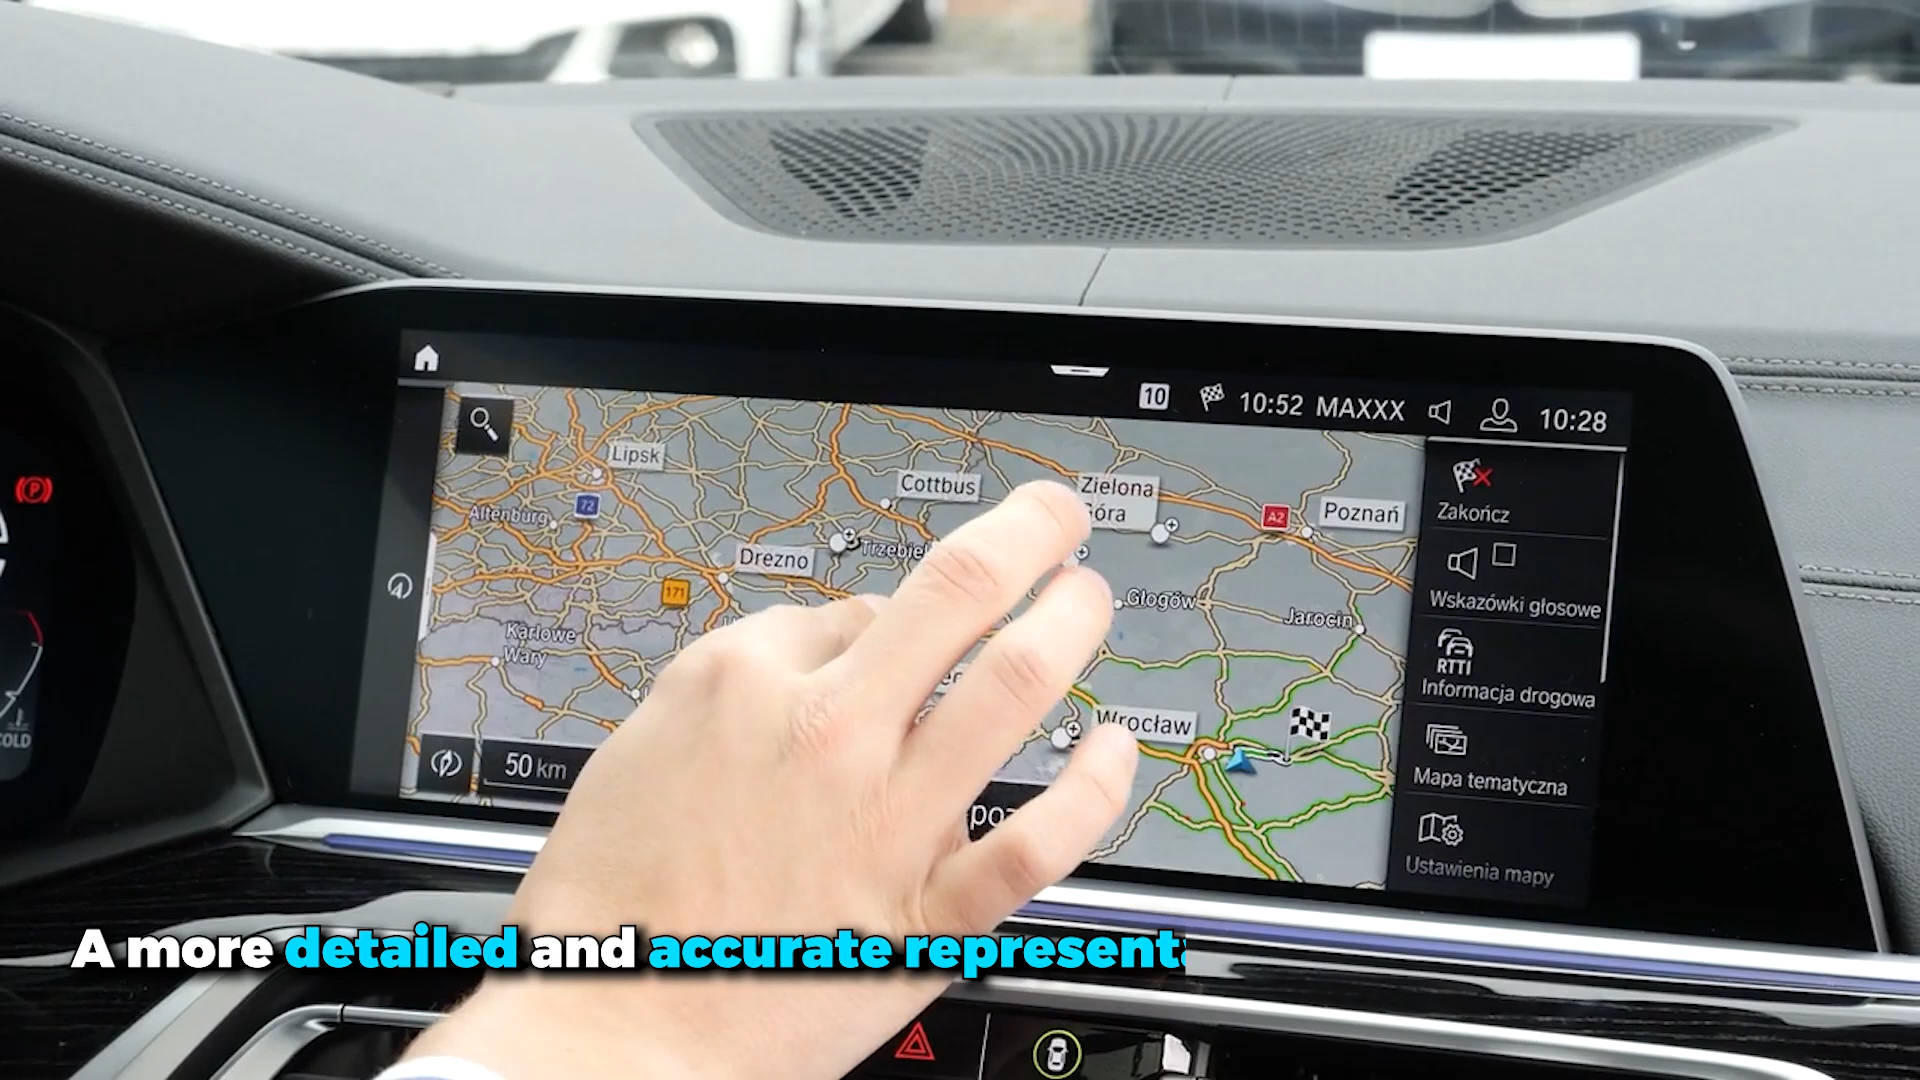 10 10:52 MAXXX 10:28
Lipsk
72
Altenburg
Cottbus
Zielona
Góra
A2
Poznań
Zakończ
Drezno
171
Głogów
Jarocin
Wskazówki głosowe
Karlowe
Wary
RTTI
Informacja drogowa
Wrocław
50 km
Mapa tematyczna
COLD
Ustawienia mapy
A more detailed and accurate